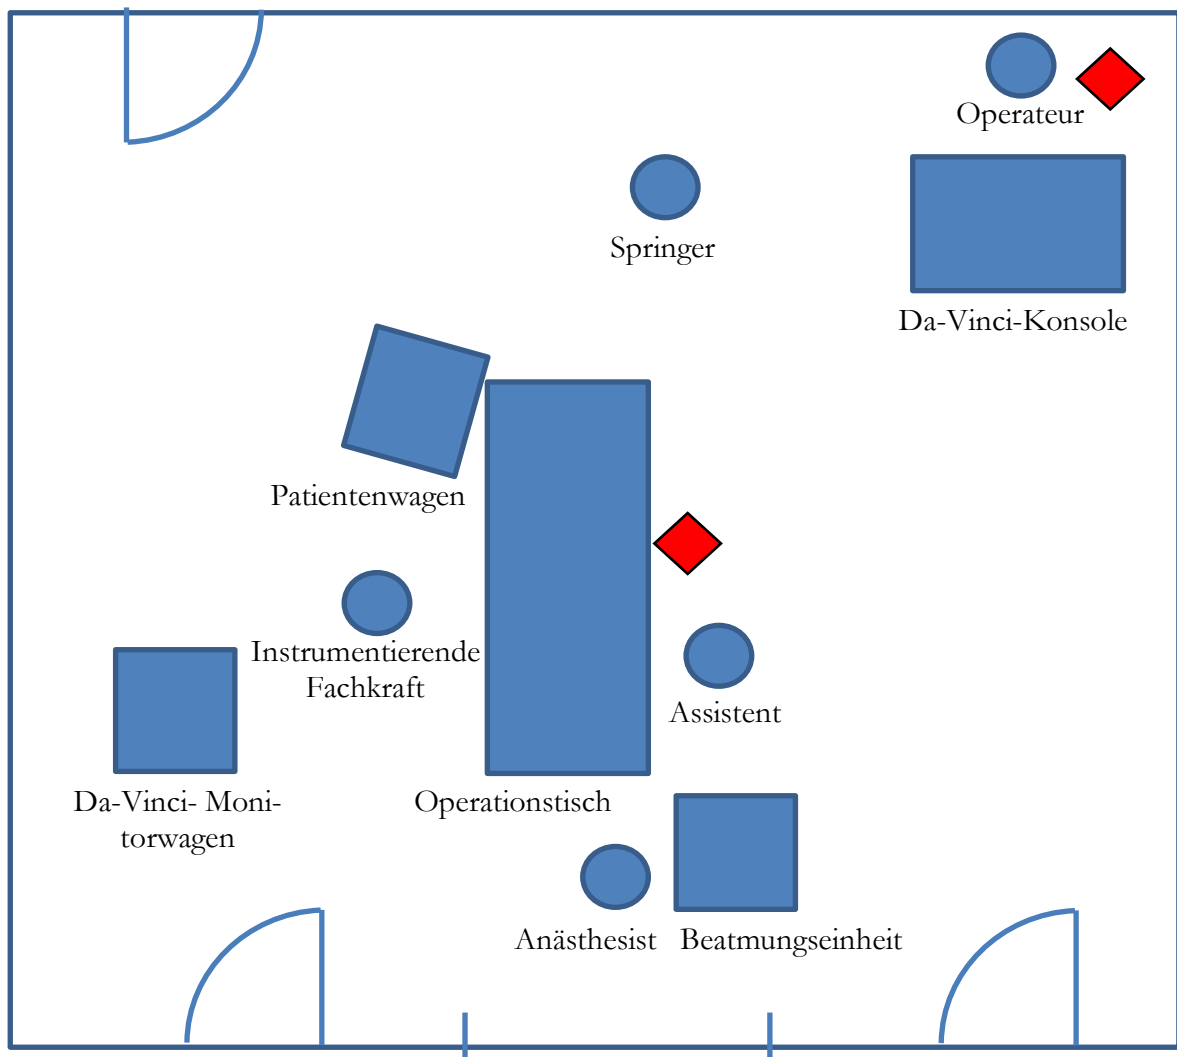 Operateur
Springer
Da-Vinci-Konsole
Patientenwagen
Instrumentierende
Fachkraft
Assistent
Da-Vinci- Moni-
torwagen
Operationstisch
Anästhesist
Beatmungseinheit